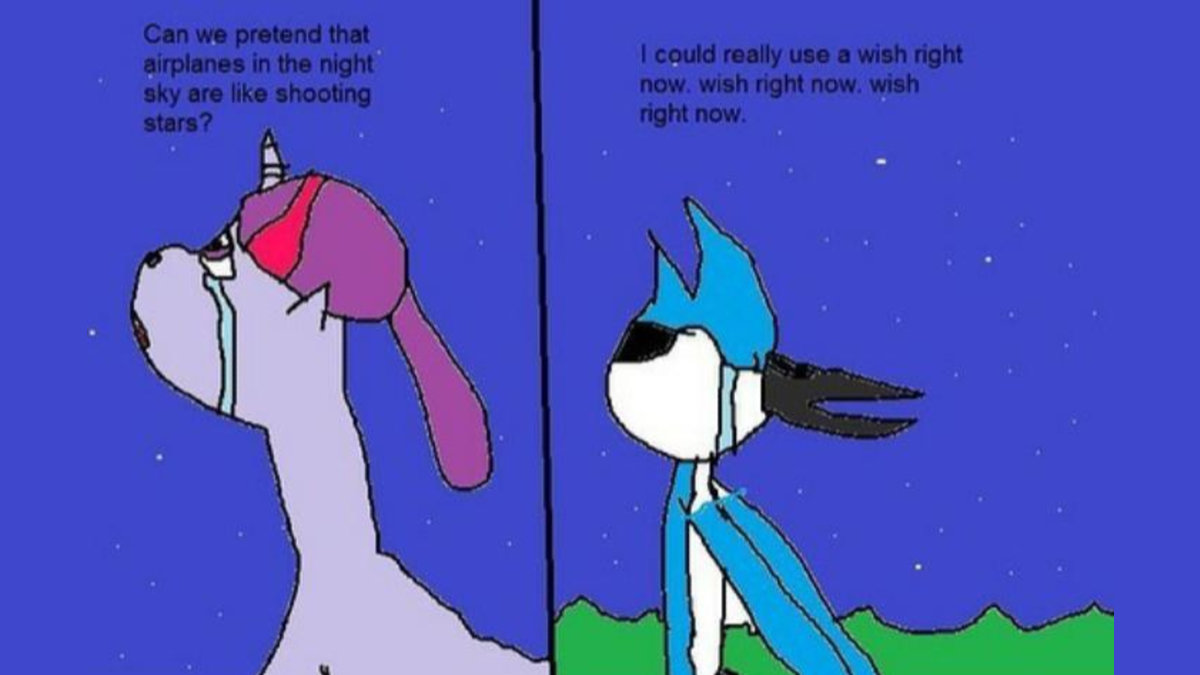 Can we pretend that
airplanes in the night
sky are like shooting
stars?
I could really use a wish right
now. wish right now. wish
right now.